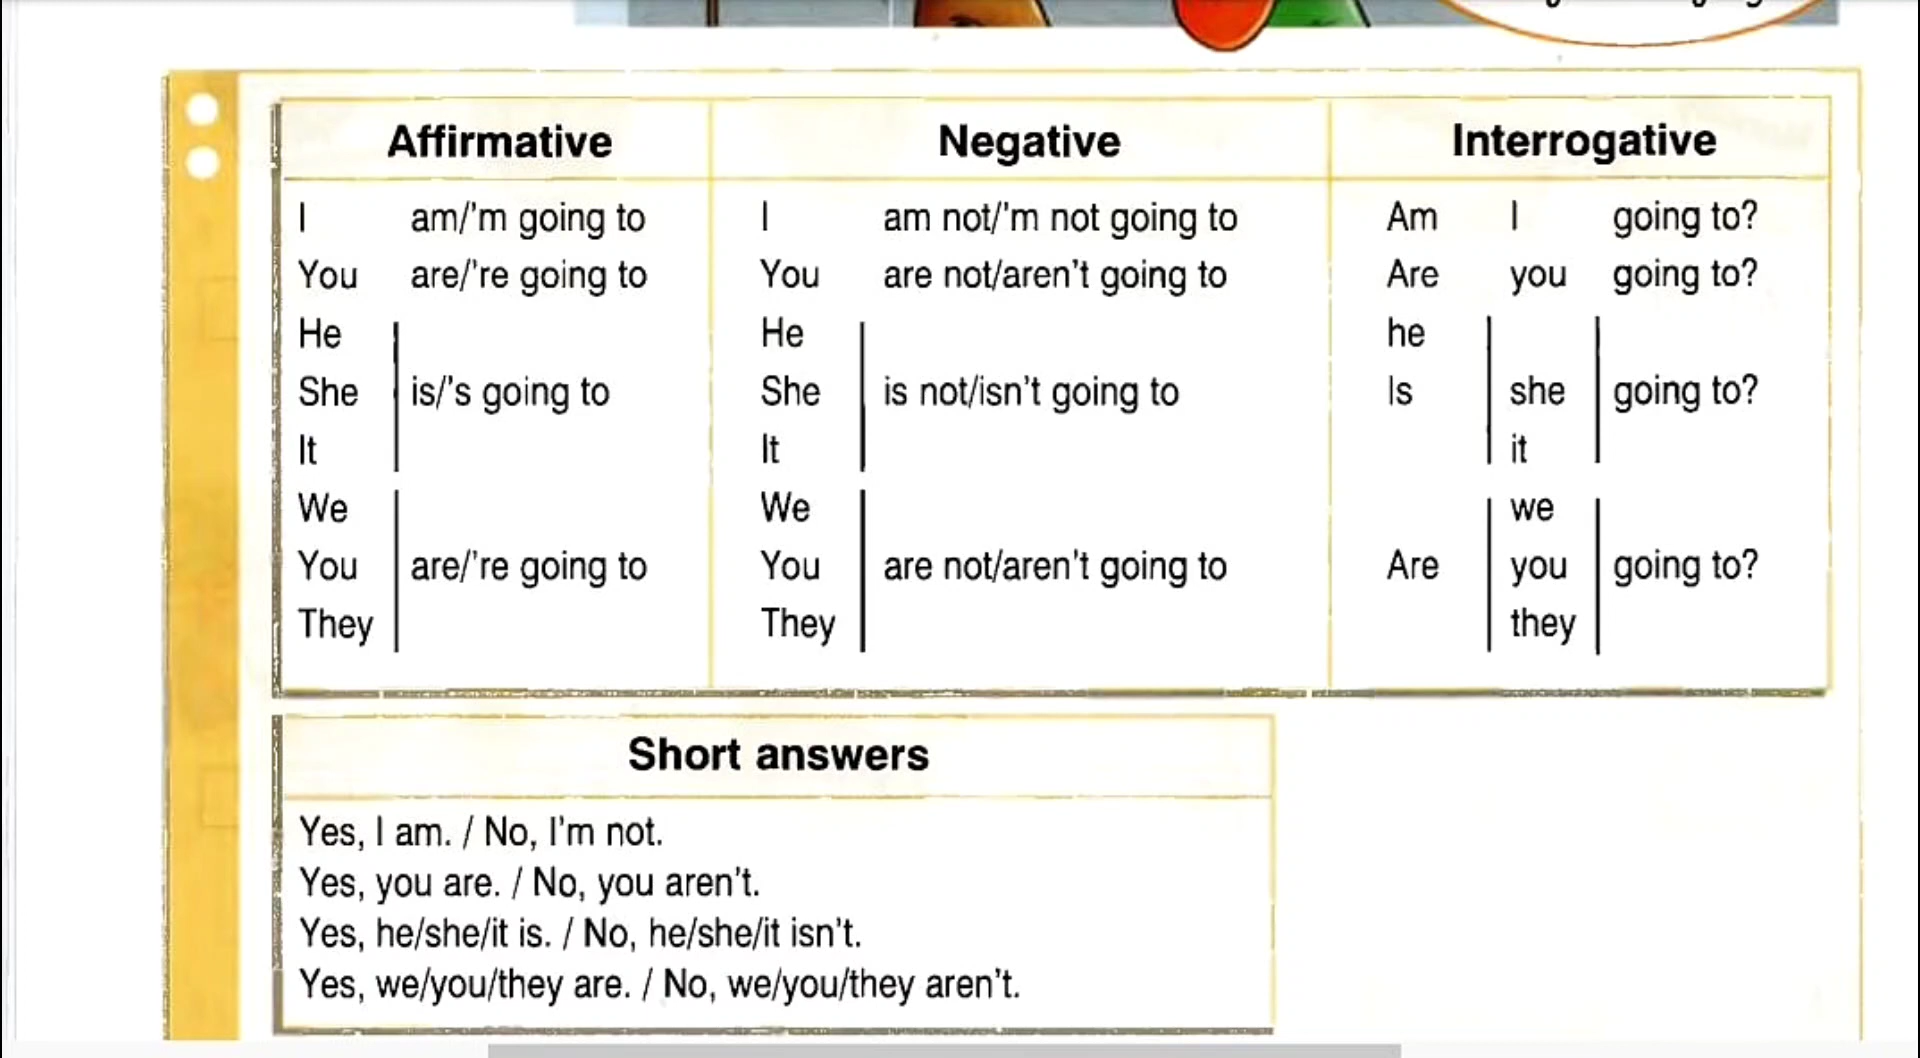 Affirmative Negative Interrogative
I am/'m going to I am not/'m not going to Am I going to?
You are/'re going to You are not/aren't going to Are you going to?
He He he
She is/'s going to She is not/isn't going to Is she going to?
It It it
We We we
You are/'re going to You are not/aren't going to Are you going to?
They They they
Short answers
Yes, I am. / No, I'm not.
Yes, you are. / No, you aren't.
Yes, he/she/it is. / No, he/she/it isn't.
Yes, we/you/they are. / No, we/you/they aren't.